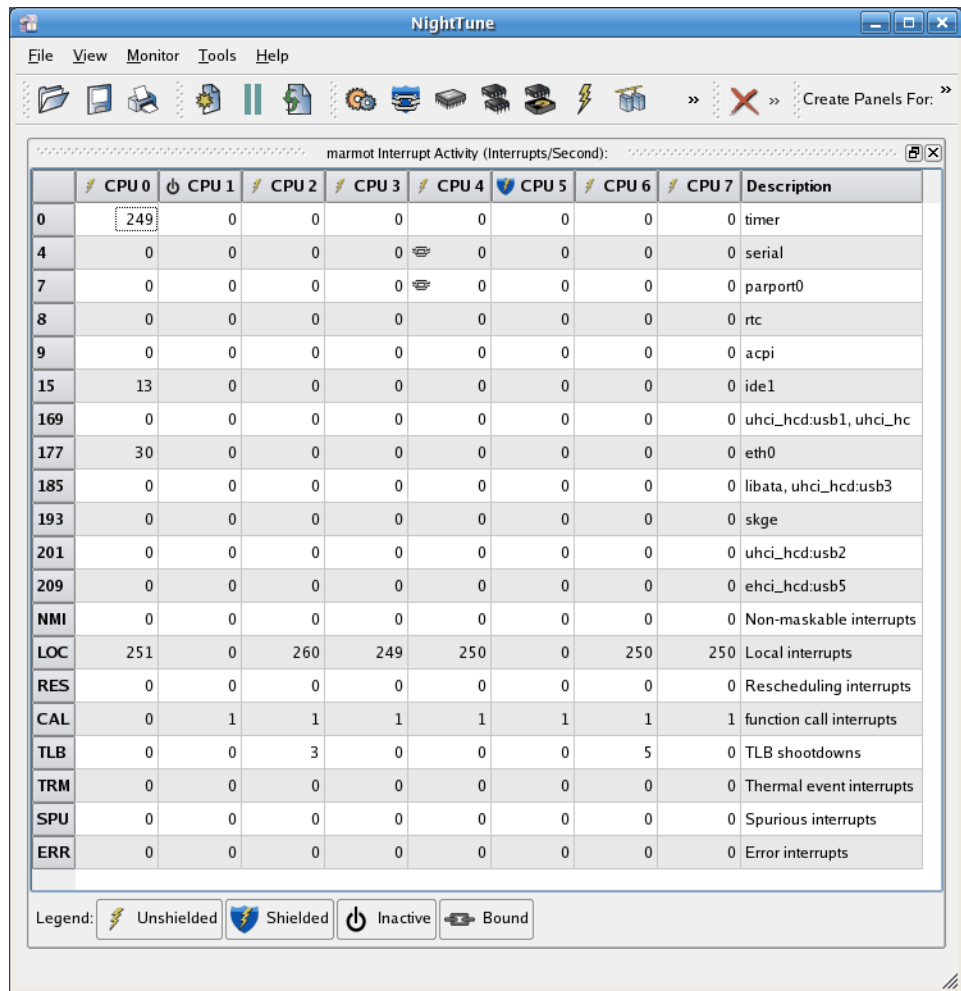 NightTune
File View Monitor Tools Help
» » Create Panels For: »
marmot Interrupt Activity (Interrupts/Second):
CPU 0 CPU 1 CPU 2 CPU 3 CPU 4 CPU 5 CPU 6 CPU 7 Description
0 249 0 0 0 0 0 0 0 timer
4 0 0 0 0 0 0 0 0 serial
7 0 0 0 0 0 0 0 0 parport0
8 0 0 0 0 0 0 0 0 rtc
9 0 0 0 0 0 0 0 0 acpi
15 13 0 0 0 0 0 0 0 ide1
169 0 0 0 0 0 0 0 0 uhci_hcd:usb1, uhci_hc
177 30 0 0 0 0 0 0 0 eth0
185 0 0 0 0 0 0 0 0 libata, uhci_hcd:usb3
193 0 0 0 0 0 0 0 0 skge
201 0 0 0 0 0 0 0 0 uhci_hcd:usb2
209 0 0 0 0 0 0 0 0 ehci_hcd:usb5
NMI 0 0 0 0 0 0 0 0 Non-maskable interrupts
LOC 251 0 260 249 250 0 250 250 Local interrupts
RES 0 0 0 0 0 0 0 0 Rescheduling interrupts
CAL 0 1 1 1 1 1 1 1 function call interrupts
TLB 0 0 3 0 0 0 5 0 TLB shootdowns
TRM 0 0 0 0 0 0 0 0 Thermal event interrupts
SPU 0 0 0 0 0 0 0 0 Spurious interrupts
ERR 0 0 0 0 0 0 0 0 Error interrupts
Legend: Unshielded Shielded Inactive Bound